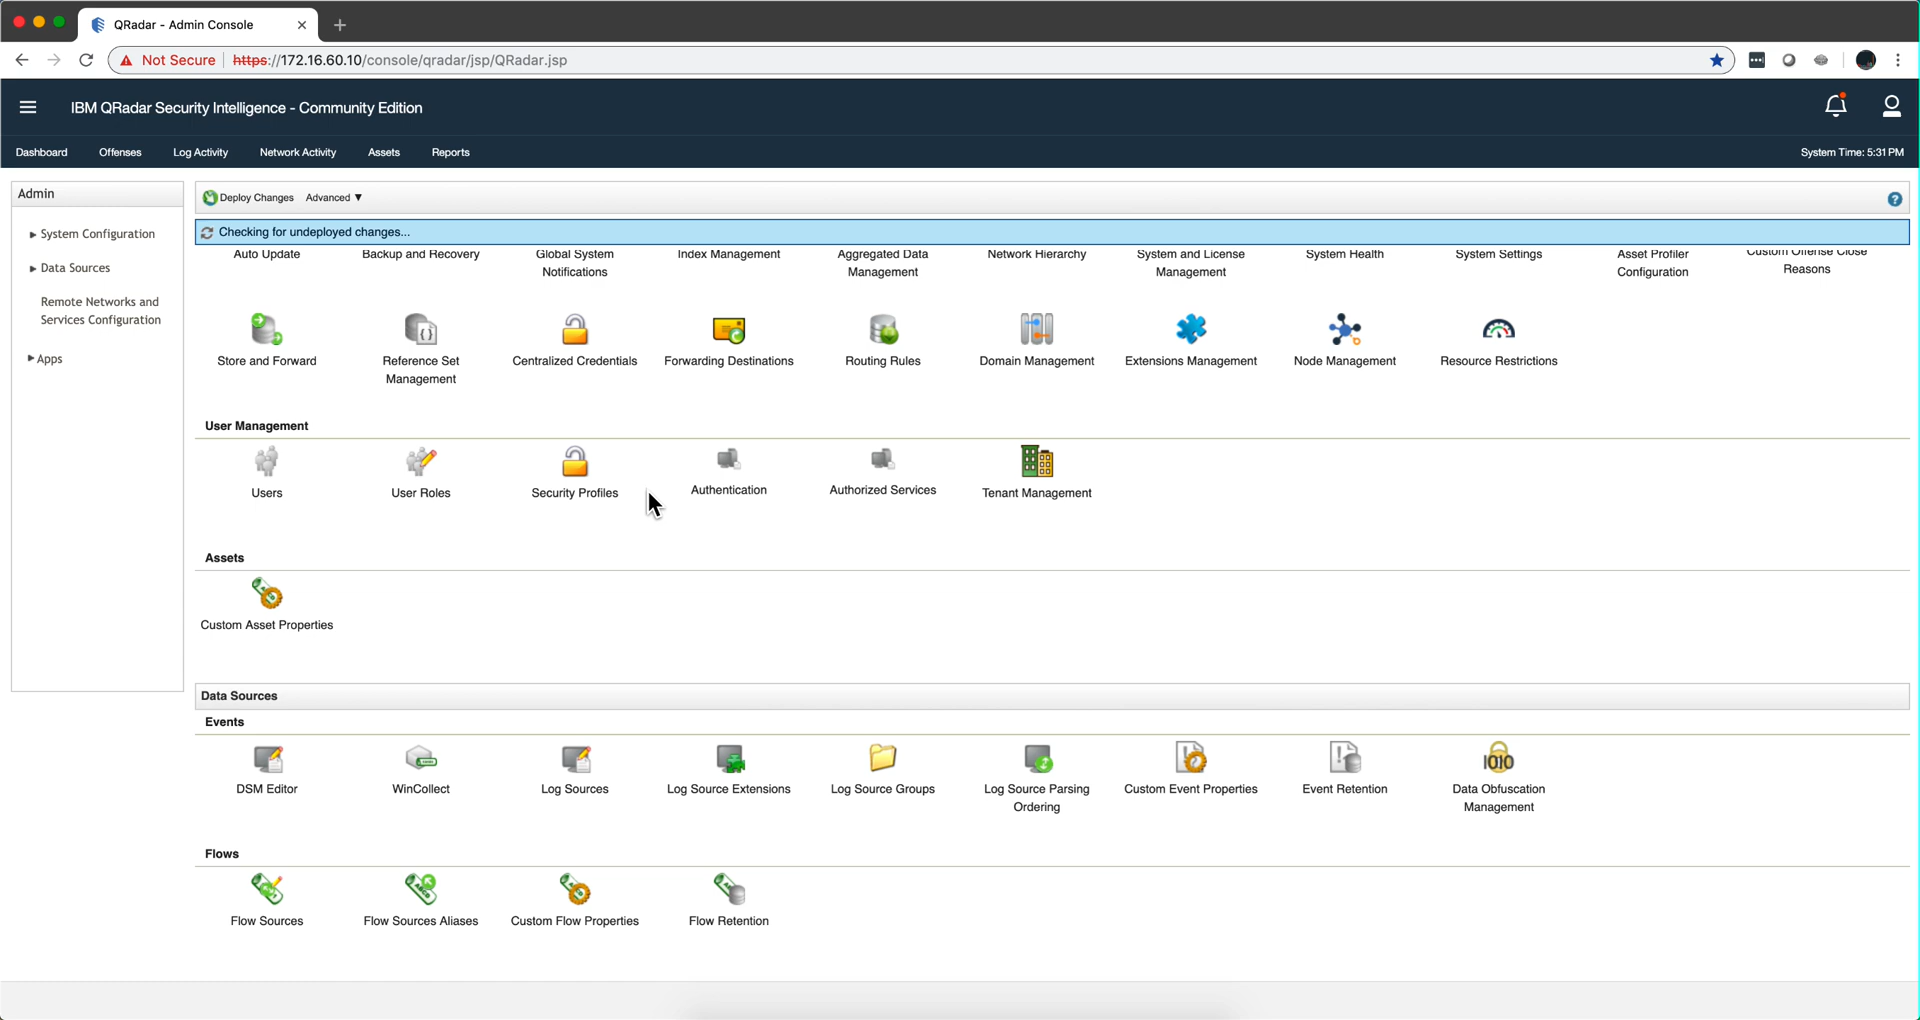 QRadar - Admin Console
Not Secure https://172.16.60.10/console/qradar/jsp/QRadar.jsp
IBM QRadar Security Intelligence - Community Edition
Dashboard Offenses Log Activity Network Activity Assets Reports System Time: 5:31 PM
Admin
System Configuration
Data Sources
Remote Networks and
Services Configuration
Apps
Deploy Changes Advanced ▼
Checking for undeployed changes...
Auto Update Backup and Recovery Global System Index Management Aggregated Data Network Hierarchy System and License System Health System Settings Asset Profiler Custom Offense Close
Notifications Management Management Configuration Reasons
Store and Forward Reference Set Centralized Credentials Forwarding Destinations Routing Rules Domain Management Extensions Management Node Management Resource Restrictions
Management
User Management
Users User Roles Security Profiles Authentication Authorized Services Tenant Management
Assets
Custom Asset Properties
Data Sources
Events
DSM Editor WinCollect Log Sources Log Source Extensions Log Source Groups Log Source Parsing Custom Event Properties Event Retention Data Obfuscation
Ordering Management
Flows
Flow Sources Flow Sources Aliases Custom Flow Properties Flow Retention